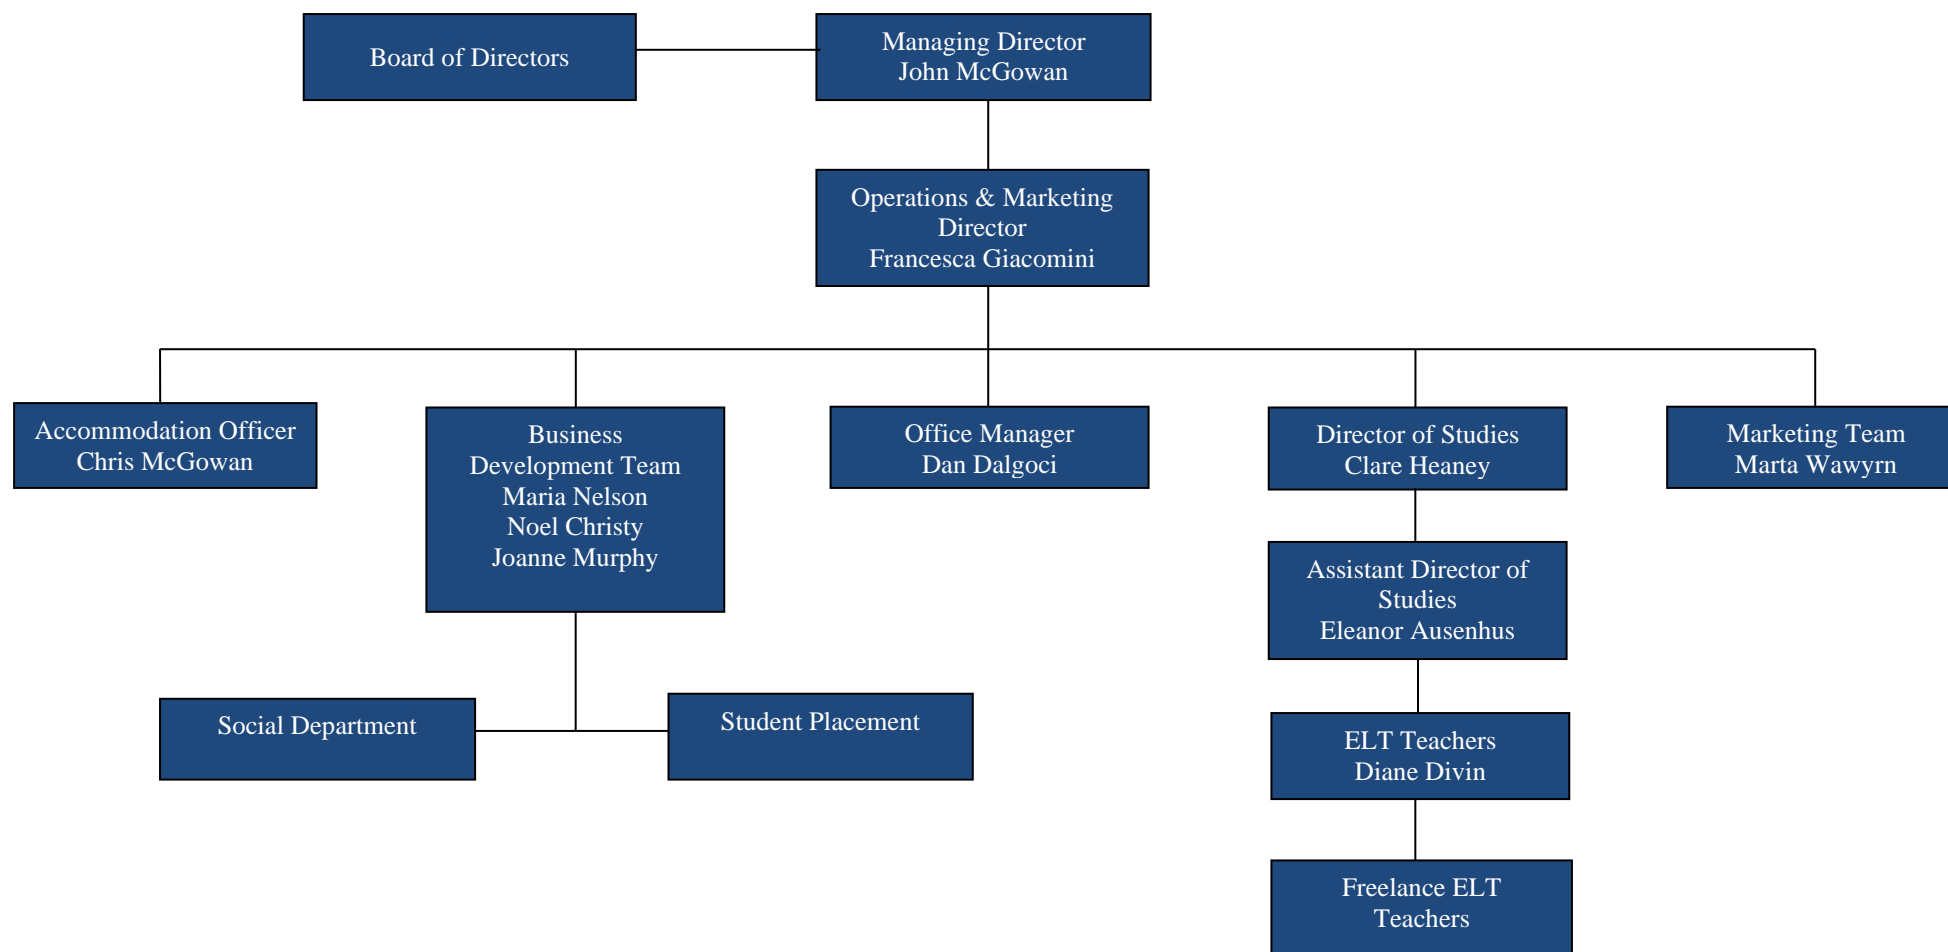 Board of Directors
Managing Director
John McGowan
Operations & Marketing
Director
Francesca Giacomini
Accommodation Officer
Chris McGowan
Business
Development Team
Maria Nelson
Noel Christy
Joanne Murphy
Office Manager
Dan Dalgoci
Director of Studies
Clare Heaney
Marketing Team
Marta Wawyrn
Assistant Director of
Studies
Eleanor Ausenhus
Social Department
Student Placement
ELT Teachers
Diane Divin
Freelance ELT
Teachers